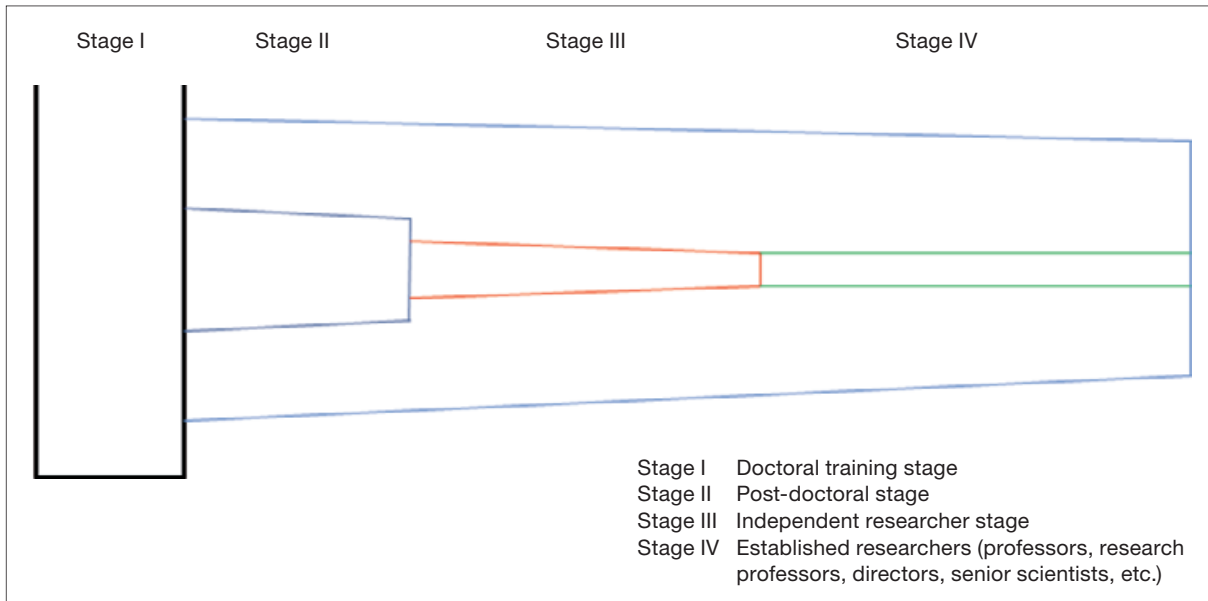 Stage I Stage II Stage III Stage IV
Stage I Doctoral training stage
Stage II Post-doctoral stage
Stage III Independent researcher stage
Stage IV Established researchers (professors, research
professors, directors, senior scientists, etc.)